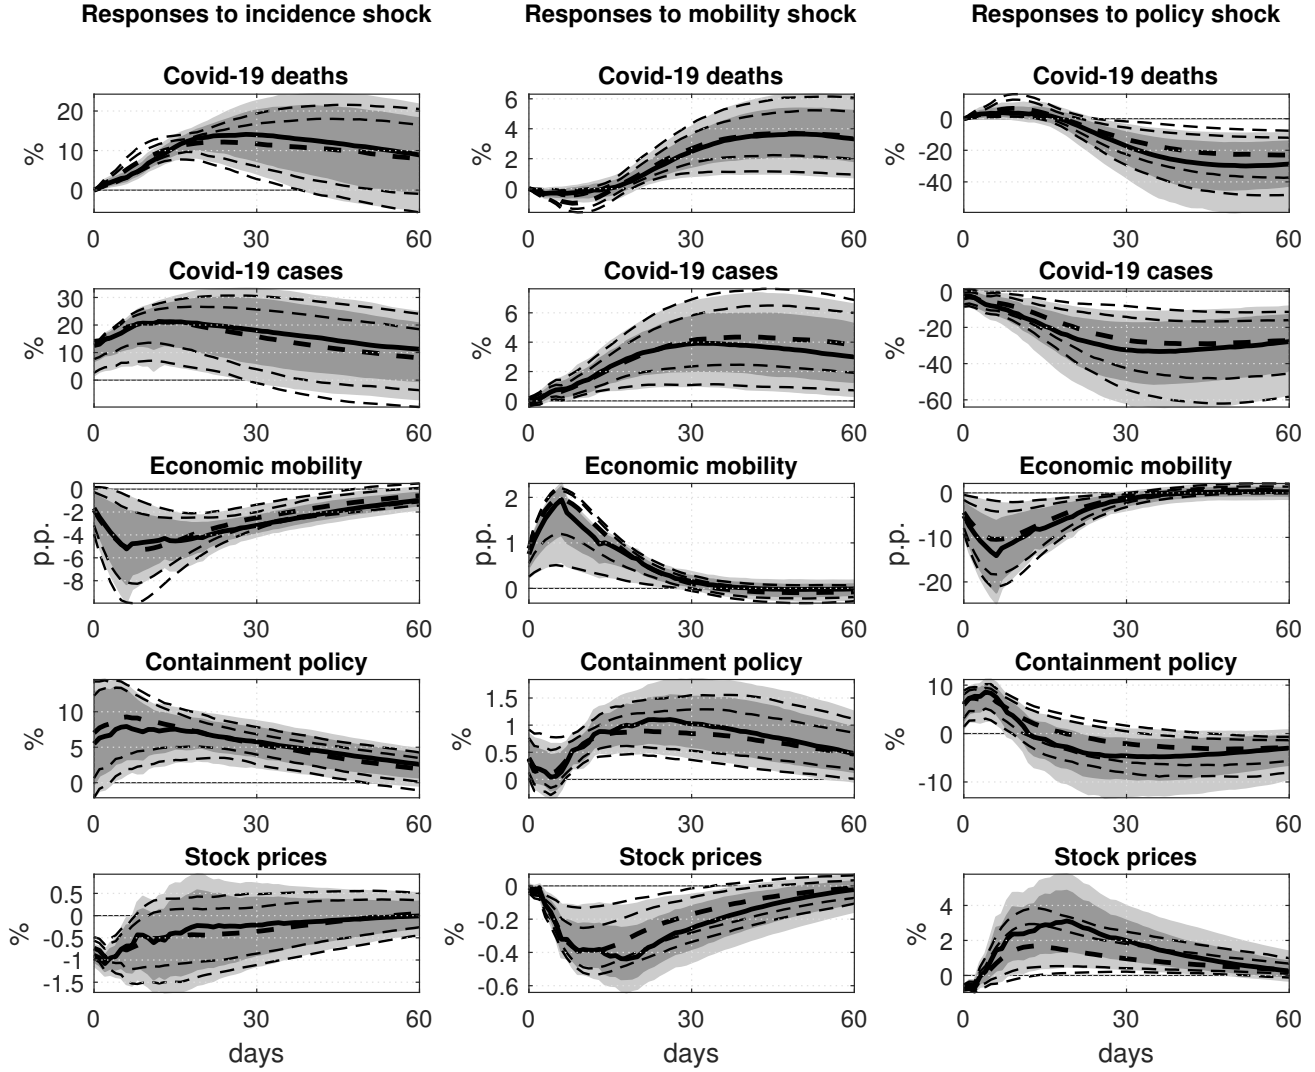 Responses to incidence shock Responses to mobility shock Responses to policy shock
Covid-19 deaths Covid-19 deaths Covid-19 deaths
20
10
0
%
0 30 60
6
4
2
0
%
0 30 60
0
-20
-40
%
0 30 60
Covid-19 cases Covid-19 cases Covid-19 cases
30
20
10
0
%
0 30 60
6
4
2
0
%
0 30 60
0
-20
-40
-60
%
0 30 60
Economic mobility Economic mobility Economic mobility
0
-2
-4
-6
-8
p.p.
0 30 60
2
1
0
p.p.
0 30 60
0
-10
-20
p.p.
0 30 60
Containment policy Containment policy Containment policy
10
5
0
%
0 30 60
1.5
1
0.5
0
%
0 30 60
10
0
-10
%
0 30 60
Stock prices Stock prices Stock prices
0.5
0
-0.5
-1
-1.5
%
0 30 60
days
0
-0.2
-0.4
-0.6
%
0 30 60
days
4
2
0
%
0 30 60
days